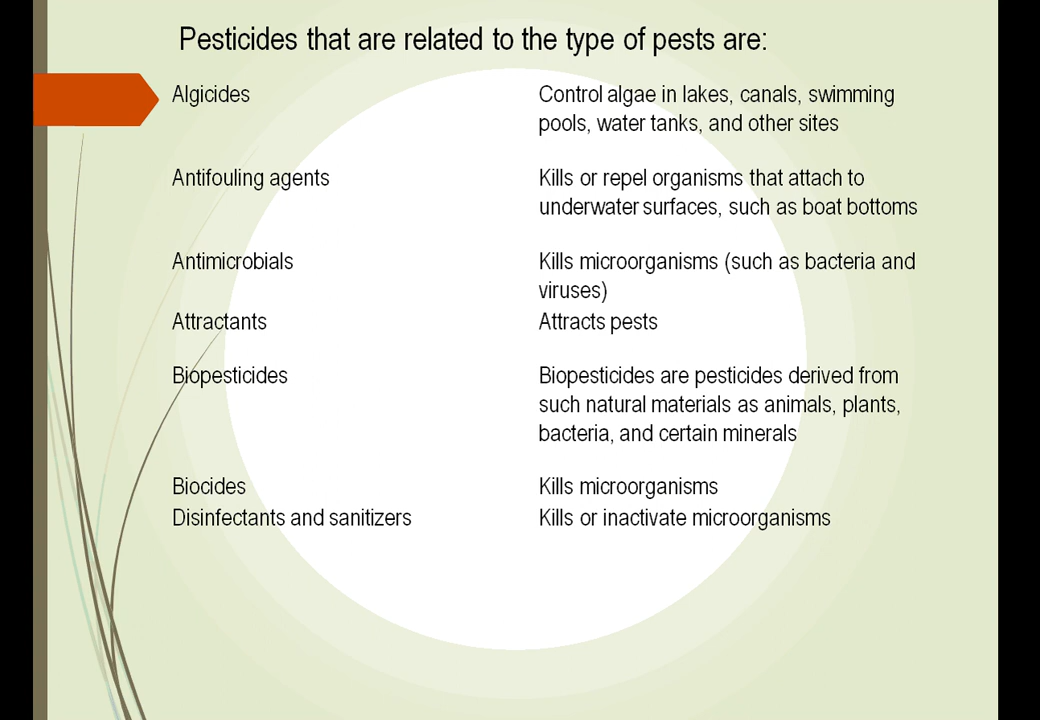 Pesticides that are related to the type of pests are:
Algicides
Control algae in lakes, canals, swimming
pools, water tanks, and other sites
Antifouling agents
Kills or repel organisms that attach to
underwater surfaces, such as boat bottoms
Antimicrobials
Kills microorganisms (such as bacteria and
viruses)
Attractants
Attracts pests
Biopesticides
Biopesticides are pesticides derived from
such natural materials as animals, plants,
bacteria, and certain minerals
Biocides
Kills microorganisms
Disinfectants and sanitizers
Kills or inactivate microorganisms